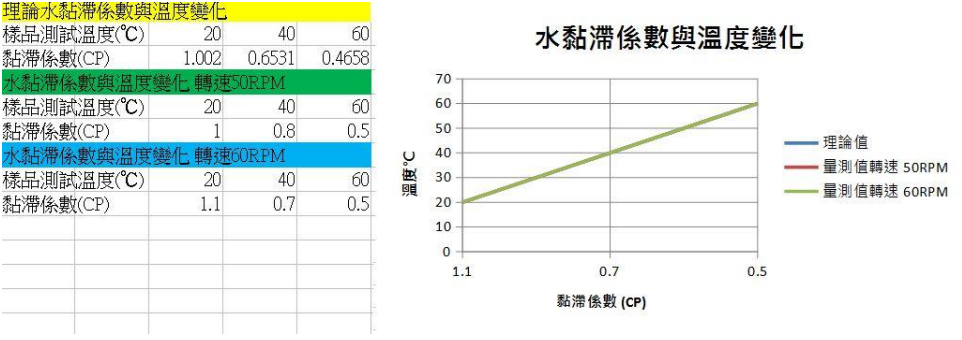 理論水黏滯係數與溫度變化
樣品測試溫度(℃) 20 40 60
黏滯係數(CP) 1.002 0.6531 0.4658
水黏滯係數與溫度變化 轉速50RPM
樣品測試溫度(℃) 20 40 60
黏滯係數(CP) 1 0.8 0.5
水黏滯係數與溫度變化 轉速60RPM
樣品測試溫度(℃) 20 40 60
黏滯係數(CP) 1.1 0.7 0.5
水黏滯係數與溫度變化
70
60
50
40
30
20
10
0
溫度℃
1.1 0.7 0.5
黏滯係數 (CP)
理論值
量測值轉速 50RPM
量測值轉速 60RPM